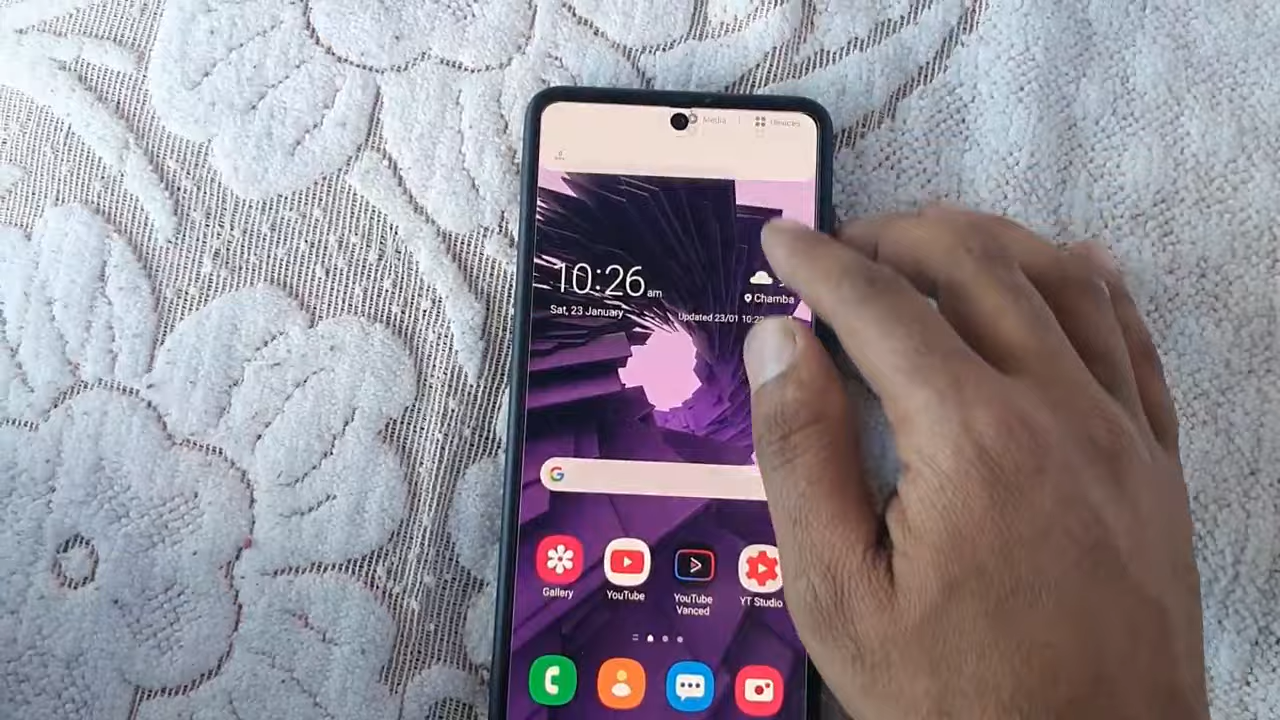 Media
Devices
10:26 am
Sat, 23 January
Chamba
Updated 23/01 10:2
G
Gallery
YouTube
YouTube Vanced
YT Studio